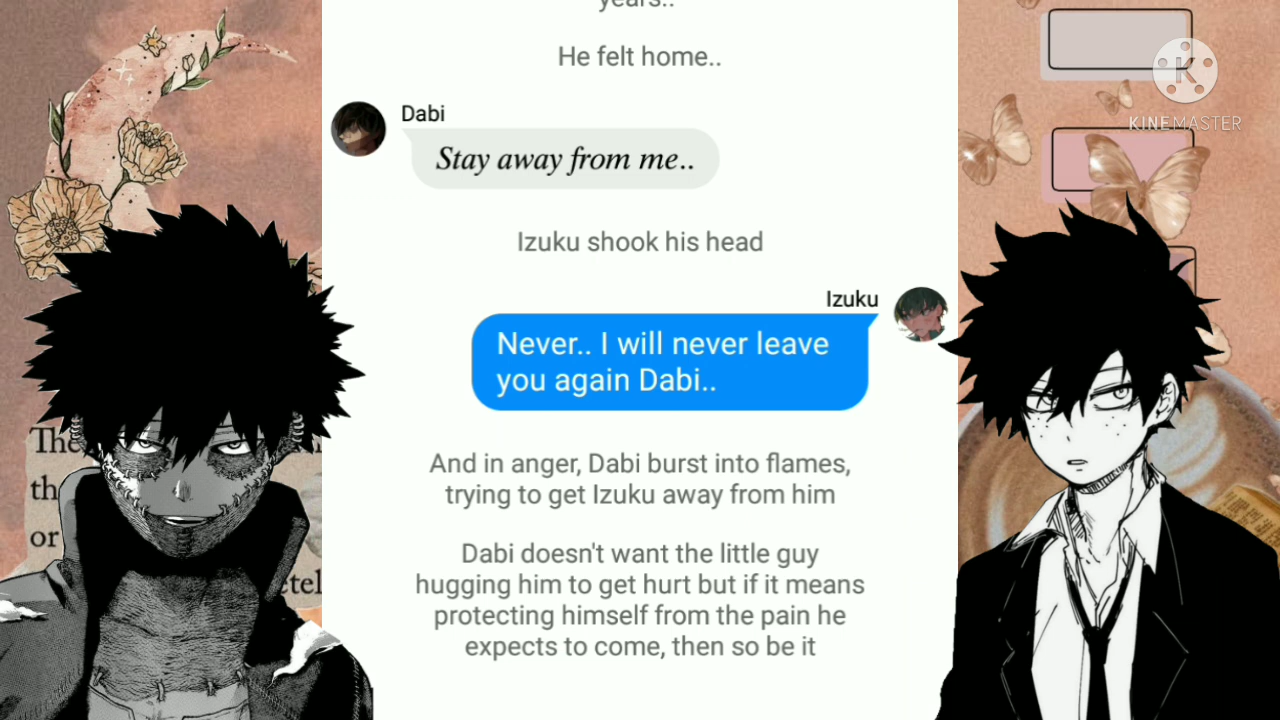 years..
He felt home..
Dabi
Stay away from me..
Izuku shook his head
Izuku
Never.. I will never leave
you again Dabi..
And in anger, Dabi burst into flames,
trying to get Izuku away from him
Dabi doesn't want the little guy
hugging him to get hurt but if it means
protecting himself from the pain he
expects to come, then so be it
K
KINEMASTER
or